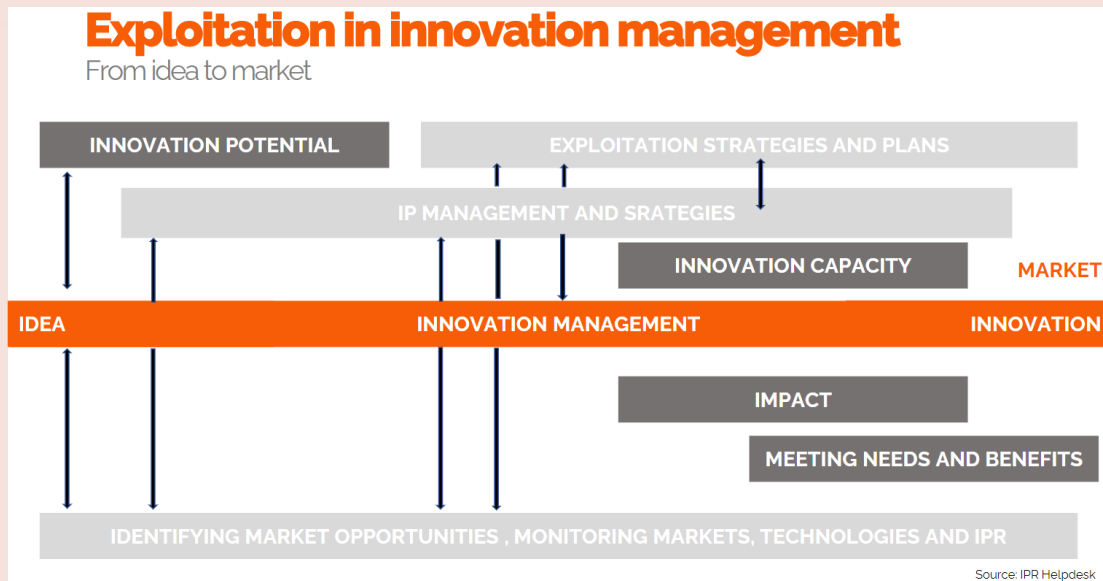 Exploitation in innovation management
From idea to market
INNOVATION POTENTIAL
EXPLOITATION STRATEGIES AND PLANS
IP MANAGEMENT AND SRATEGIES
INNOVATION CAPACITY
MARKET
IDEA
INNOVATION MANAGEMENT
INNOVATION
IMPACT
MEETING NEEDS AND BENEFITS
IDENTIFYING MARKET OPPORTUNITIES , MONITORING MARKETS, TECHNOLOGIES AND IPR
Source: IPR Helpdesk